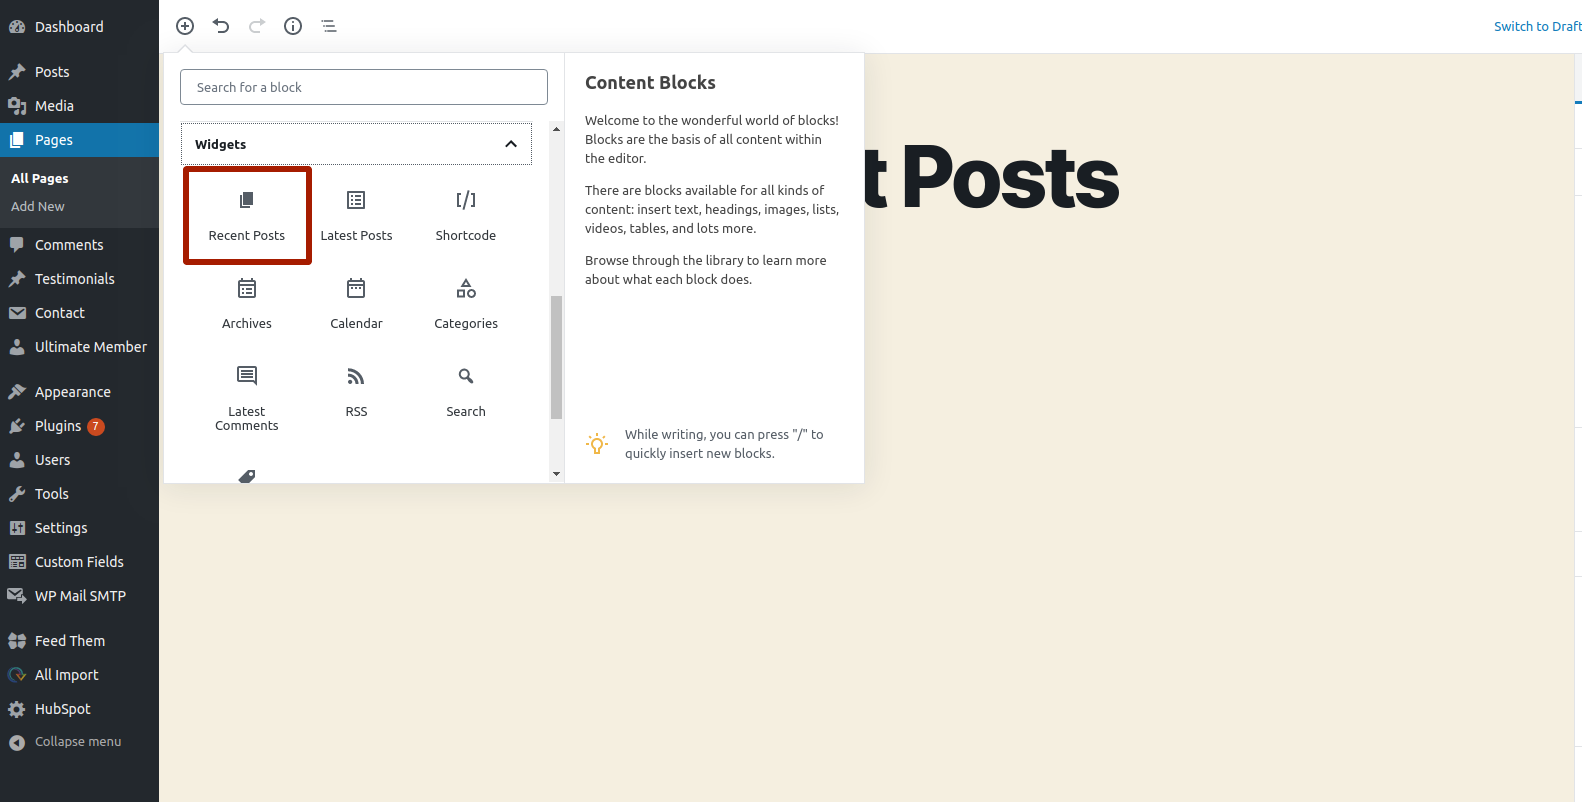 Dashboard
Posts
Media
Pages
All Pages
Add New
Comments
Testimonials
Contact
Ultimate Member
Appearance
Plugins 7
Users
Tools
Settings
Custom Fields
WP Mail SMTP
Feed Them
All Import
HubSpot
Collapse menu
Switch to Draft
Search for a block
Widgets
Recent Posts
Latest Posts
Shortcode
Archives
Calendar
Categories
Latest
Comments
RSS
Search
Content Blocks
Welcome to the wonderful world of blocks!
Blocks are the basis of all content within
the editor.
There are blocks available for all kinds of
content: insert text, headings, images, lists,
videos, tables, and lots more.
Browse through the library to learn more
about what each block does.
While writing, you can press "/" to
quickly insert new blocks.
t Posts